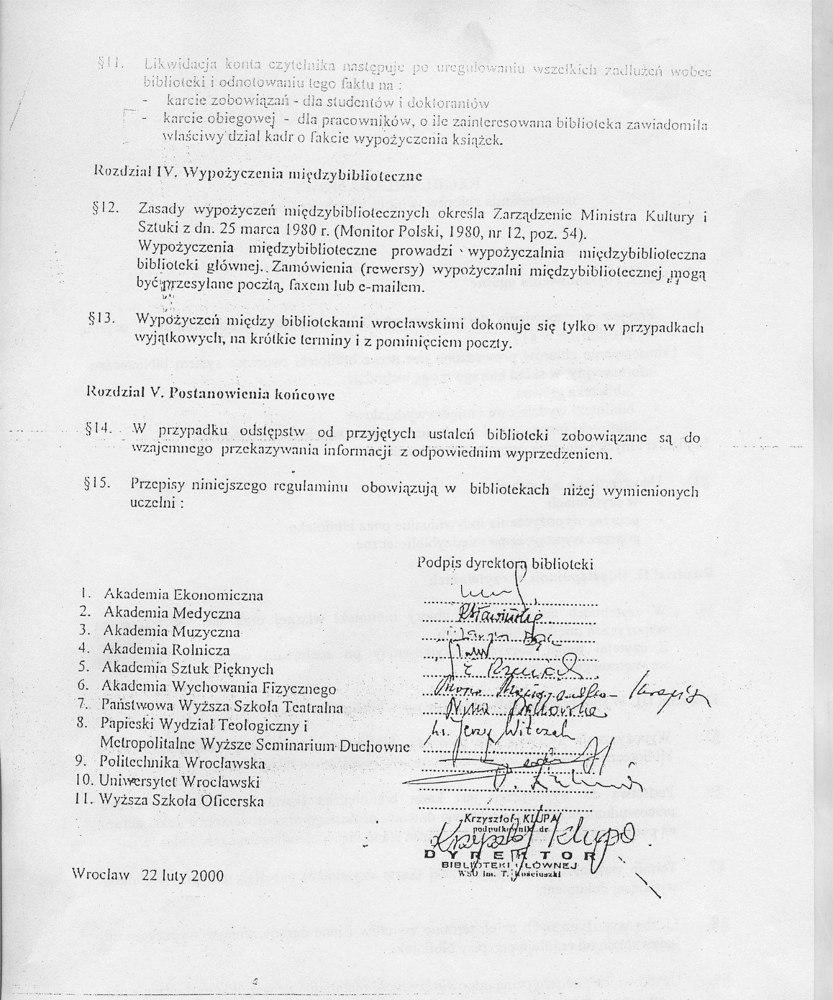 §11. Likwidacja konta czytelnika następuje po uregulowaniu wszelkich zadłużeń wobec
biblioteki i odnotowaniu tego faktu na :
- karcie zobowiązań - dla studentów i doktorantów
- karcie obiegowej - dla pracowników, o ile zainteresowana biblioteka zawiadomiła
właściwy dział kadr o fakcie wypożyczenia książek.
Rozdział IV. Wypożyczenia międzybiblioteczne
§12. Zasady wypożyczeń międzybibliotecznych określa Zarządzenie Ministra Kultury i
Sztuki z dn. 25 marca 1980 r. (Monitor Polski, 1980, nr 12, poz. 54).
Wypożyczenia międzybiblioteczne prowadzi wypożyczalnia międzybiblioteczna
biblioteki głównej. Zamówienia (rewersy) wypożyczalni międzybibliotecznej mogą
być przesyłane pocztą, faxem lub e-mailem.
§13. Wypożyczeń między bibliotekami wrocławskimi dokonuje się tylko w przypadkach
wyjątkowych, na krótkie terminy i z pominięciem poczty.
Rozdział V. Postanowienia końcowe
§14. W przypadku odstępstw od przyjętych ustaleń biblioteki zobowiązane są do
wzajemnego przekazywania informacji z odpowiednim wyprzedzeniem.
§15. Przepisy niniejszego regulaminu obowiązują w bibliotekach niżej wymienionych
uczelni :
Podpis dyrektora biblioteki
1. Akademia Ekonomiczna
2. Akademia Medyczna
3. Akademia Muzyczna
4. Akademia Rolnicza
5. Akademia Sztuk Pięknych
6. Akademia Wychowania Fizycznego
7. Państwowa Wyższa Szkoła Teatralna
8. Papieski Wydział Teologiczny i
Metropolitalne Wyższe Seminarium Duchowne
ks. Jerzy Witczak
9. Politechnika Wrocławska
10. Uniwersytet Wrocławski
11. Wyższa Szkoła Oficerska
Krzysztof KLUPA
podpułkownik dr
Krzysztof Klupa
DYREKTOR
BIBLIOTEKI GŁÓWNEJ
WSO im. T. Kościuszki
Wrocław 22 luty 2000